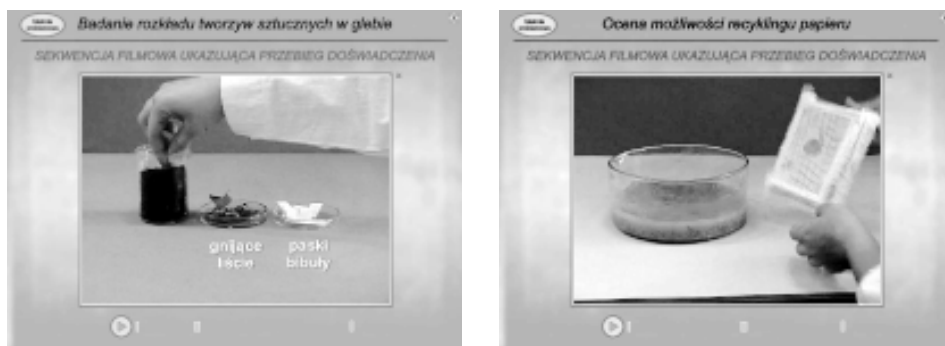 Badanie rozkładu tworzyw sztucznych w glebie
SEKWENCJA FILMOWA UKAZUJĄCA PRZEBIEG DOŚWIADCZENIA
gnijące
liście
paski
bibuły
Ocena możliwości recyklingu papieru
SEKWENCJA FILMOWA UKAZUJĄCA PRZEBIEG DOŚWIADCZENIA